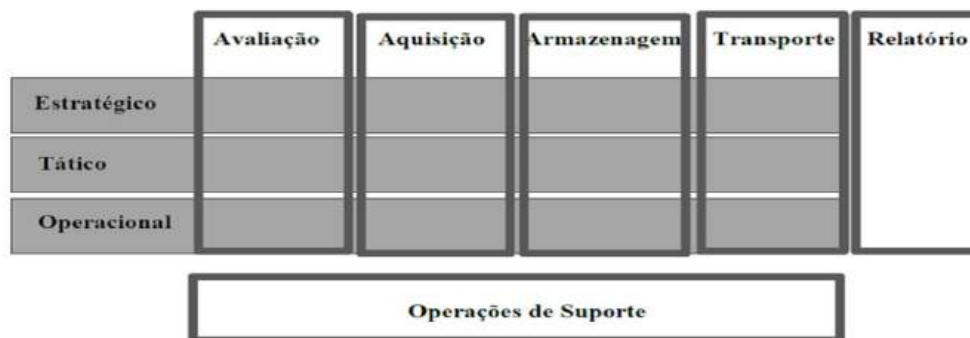 Avaliação Aquisição Armazenagem Transporte Relatório
Estratégico
Tático
Operacional
Operações de Suporte